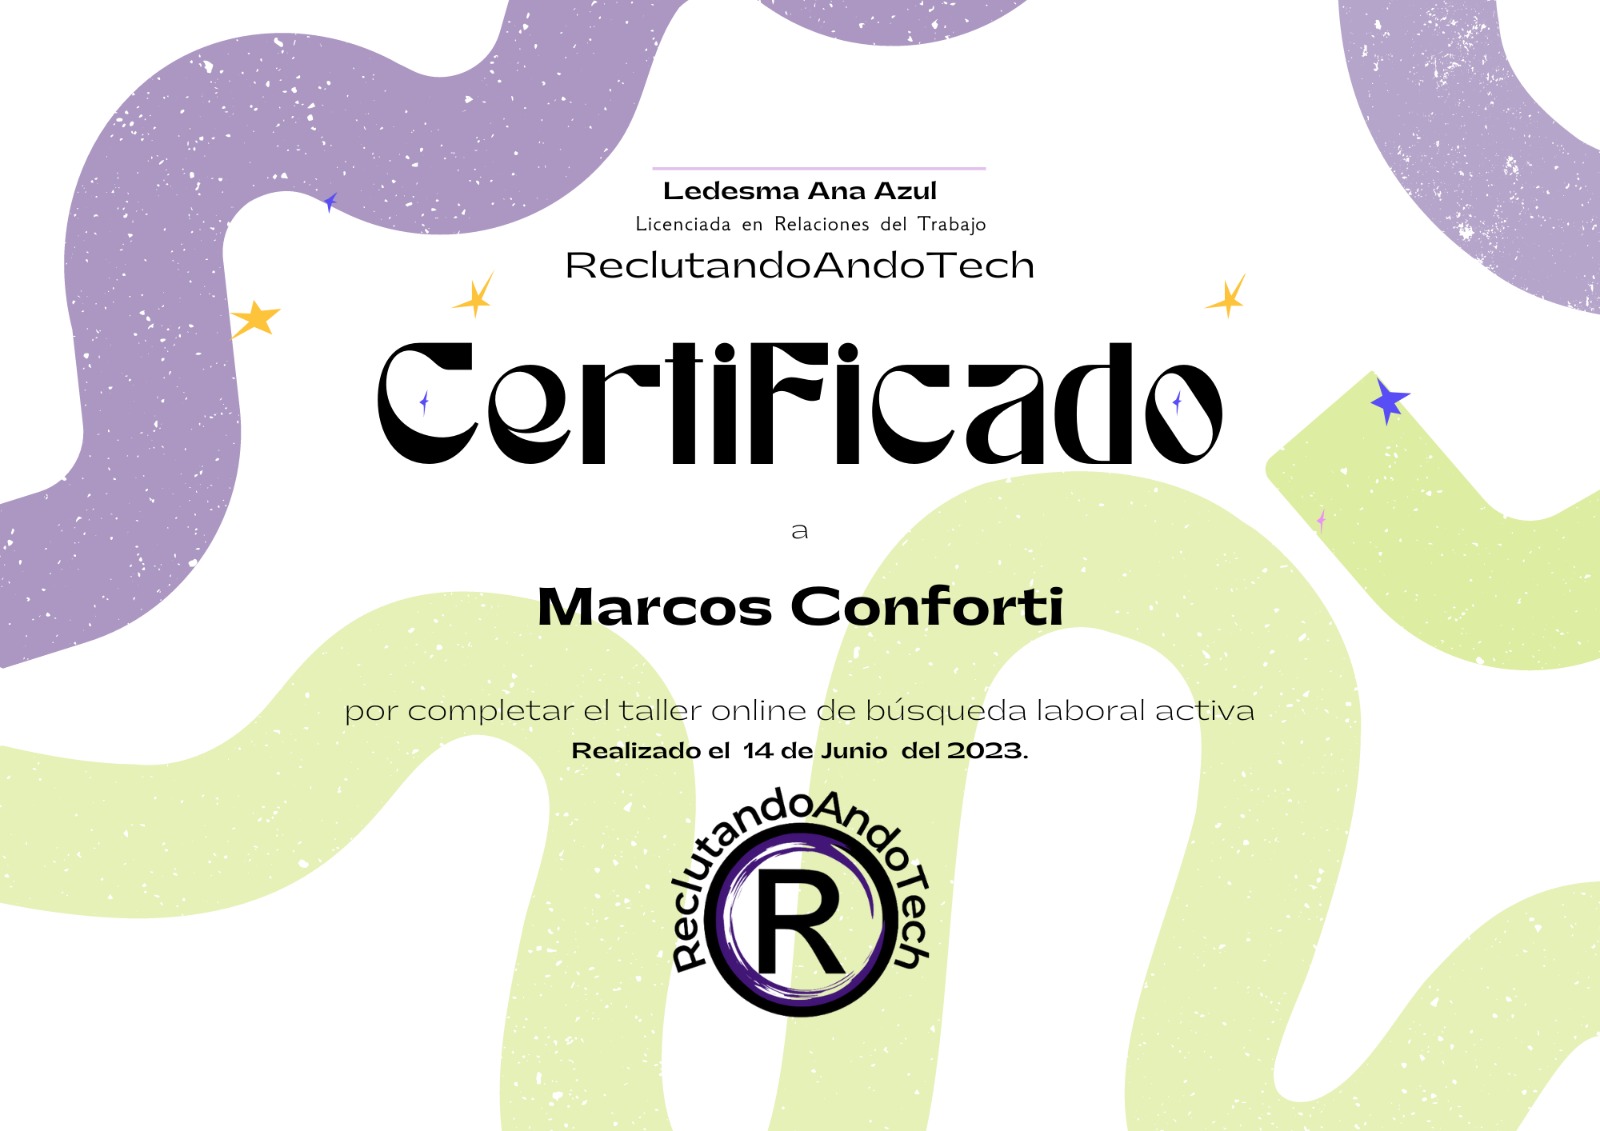 Ledesma Ana Azul
Licenciada en Relaciones del Trabajo
ReclutandoAndoTech
Certificado
a
Marcos Conforti
por completar el taller online de búsqueda laboral activa
Realizado el 14 de Junio del 2023.
ReclutandoAndoTech
R